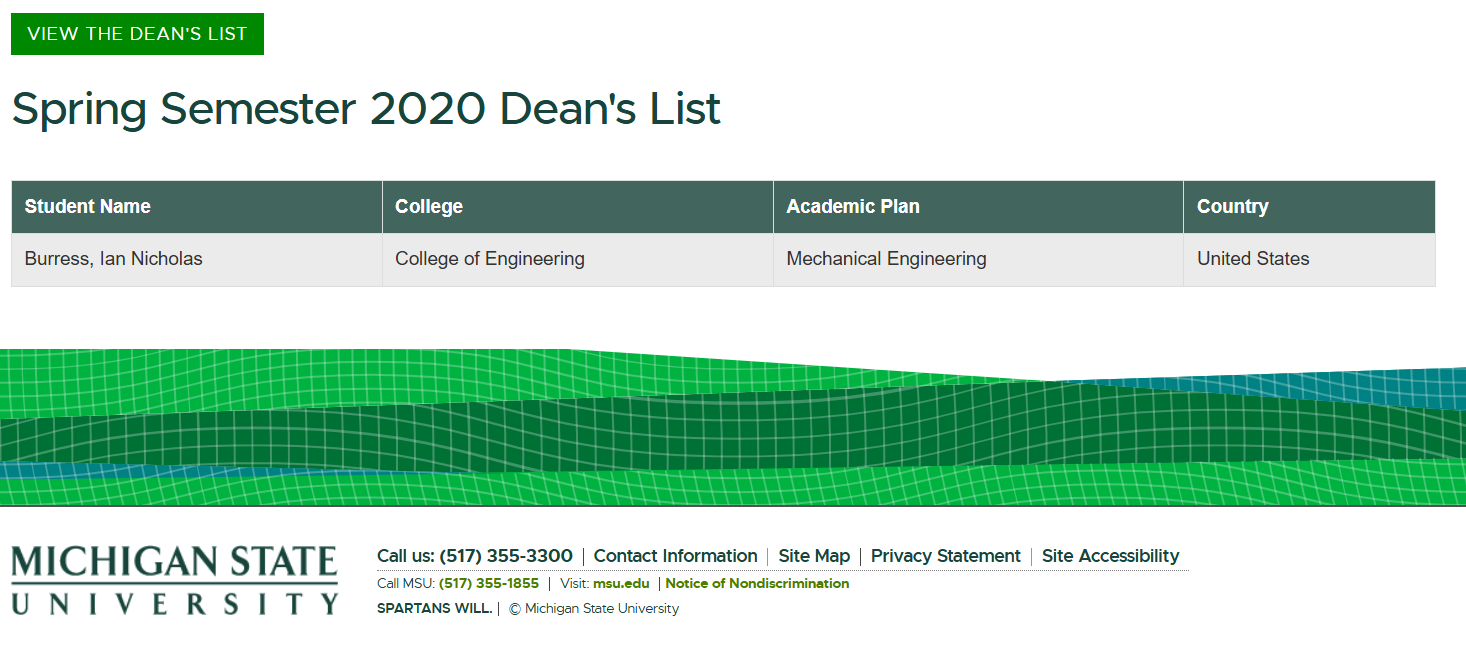 VIEW THE DEAN'S LIST
Spring Semester 2020 Dean's List
Student Name College Academic Plan Country
Burress, Ian Nicholas College of Engineering Mechanical Engineering United States
MICHIGAN STATE
UNIVERSITY
Call us: (517) 355-3300 | Contact Information | Site Map | Privacy Statement | Site Accessibility
Call MSU: (517) 355-1855 | Visit: msu.edu | Notice of Nondiscrimination
SPARTANS WILL. | © Michigan State University